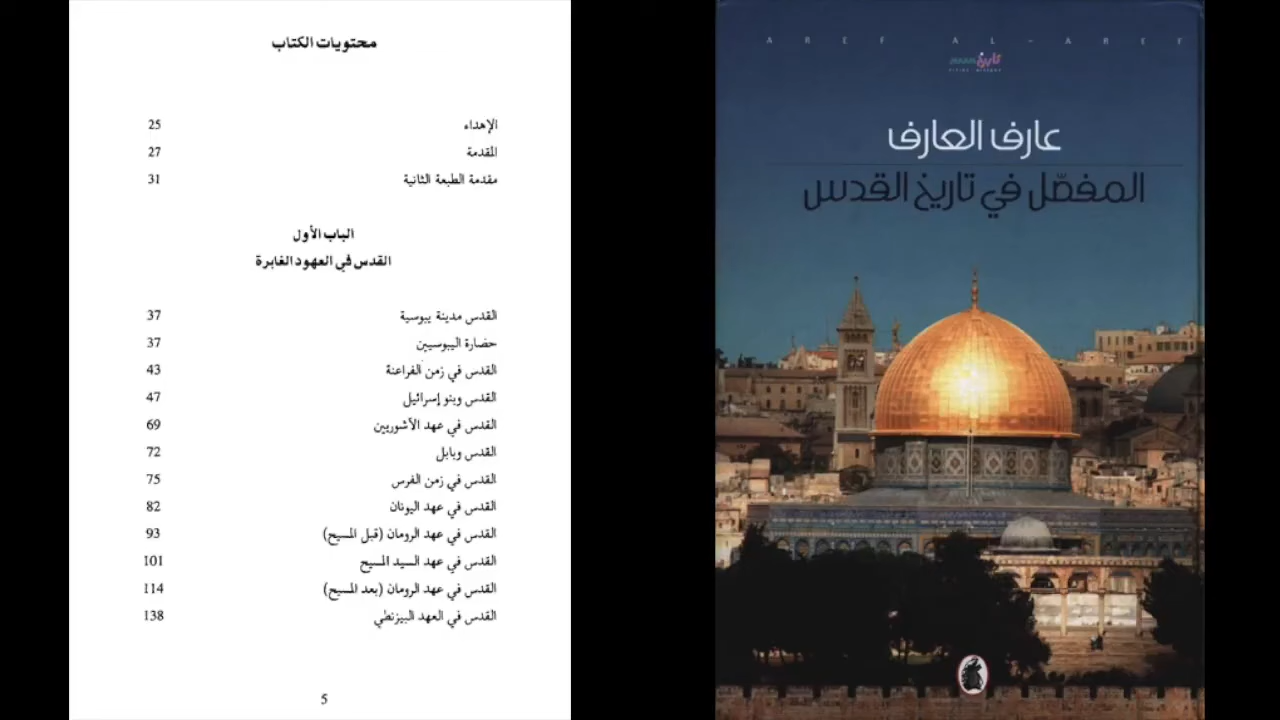 محتويات الكتاب
الإهداء 25
المقدمة 27
مقدمة الطبعة الثانية 31
الباب الأول
القدس في العهود الغابرة
القدس مدينة يبوسية 37
حضارة اليبوسيين 37
القدس في زمن الفراعنة 43
القدس وبنو إسرائيل 47
القدس في عهد الآشوريين 69
القدس وبابل 72
القدس في زمن الفرس 75
القدس في عهد اليونان 82
القدس في عهد الرومان (قبل المسيح) 93
القدس في عهد السيد المسيح 101
القدس في عهد الرومان (بعد المسيح) 114
القدس في العهد البيزنطي 138
5
AREF AL-AREF
عارف العارف
المفصّل في تاريخ القدس